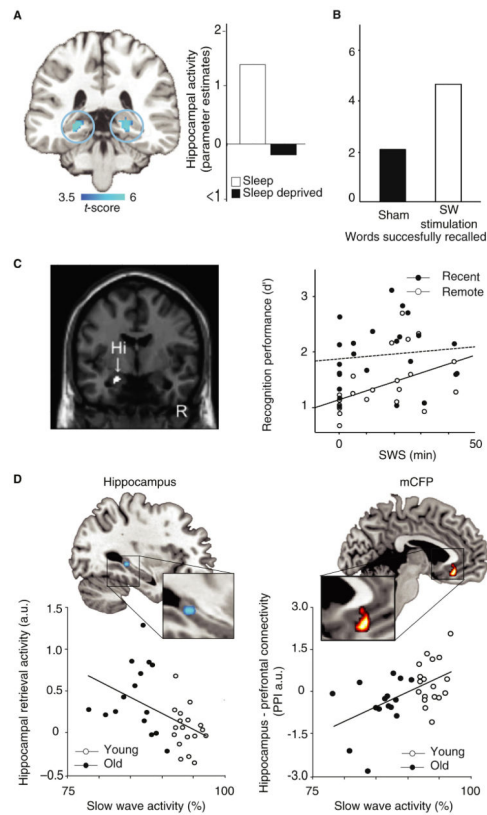 A
Hippocampal activity
(parameter estimates)
2
1
0
<1
Sleep
Sleep deprived
3.5
6
t-score
B
6
4
2
0
Sham
SW
stimulation
Words succesfully recalled
C
Hi
R
Recognition performance (d')
3
2
1
Recent
Remote
0
50
SWS (min)
D
Hippocampus
Hippocampal retrieval activity (a.u.)
1.5
1.0
0.5
0
−0.5
Young
Old
75
100
Slow wave activity (%)
mCFP
Hippocampus - prefrontal connectivity
(PPI a.u.)
3.0
1.5
0
-1.5
-3.0
Young
Old
75
100
Slow wave activity (%)